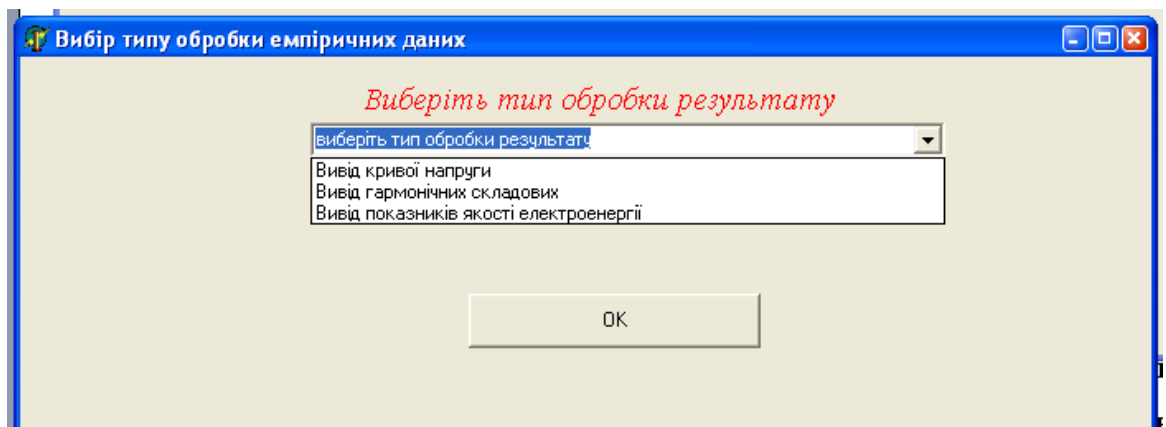 Вибір типу обробки емпіричних даних
Виберіть тип обробки результату
виберіть тип обробки результату
Вивід кривої напруги
Вивід гармонічних складових
Вивід показників якості електроенергії
OK